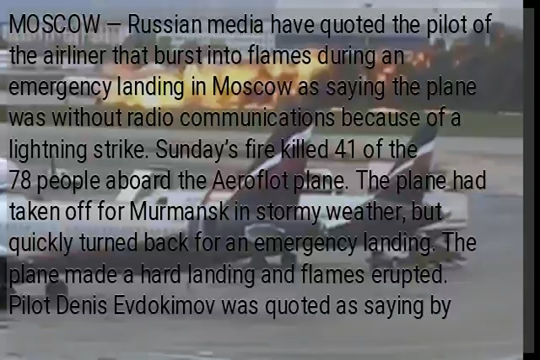 MOSCOW — Russian media have quoted the pilot of
the airliner that burst into flames during an
emergency landing in Moscow as saying the plane
was without radio communications because of a
lightning strike. Sunday's fire killed 41 of the
78 people aboard the Aeroflot plane. The plane had
taken off for Murmansk in stormy weather, but
quickly turned back for an emergency landing. The
plane made a hard landing and flames erupted.
Pilot Denis Evdokimov was quoted as saying by